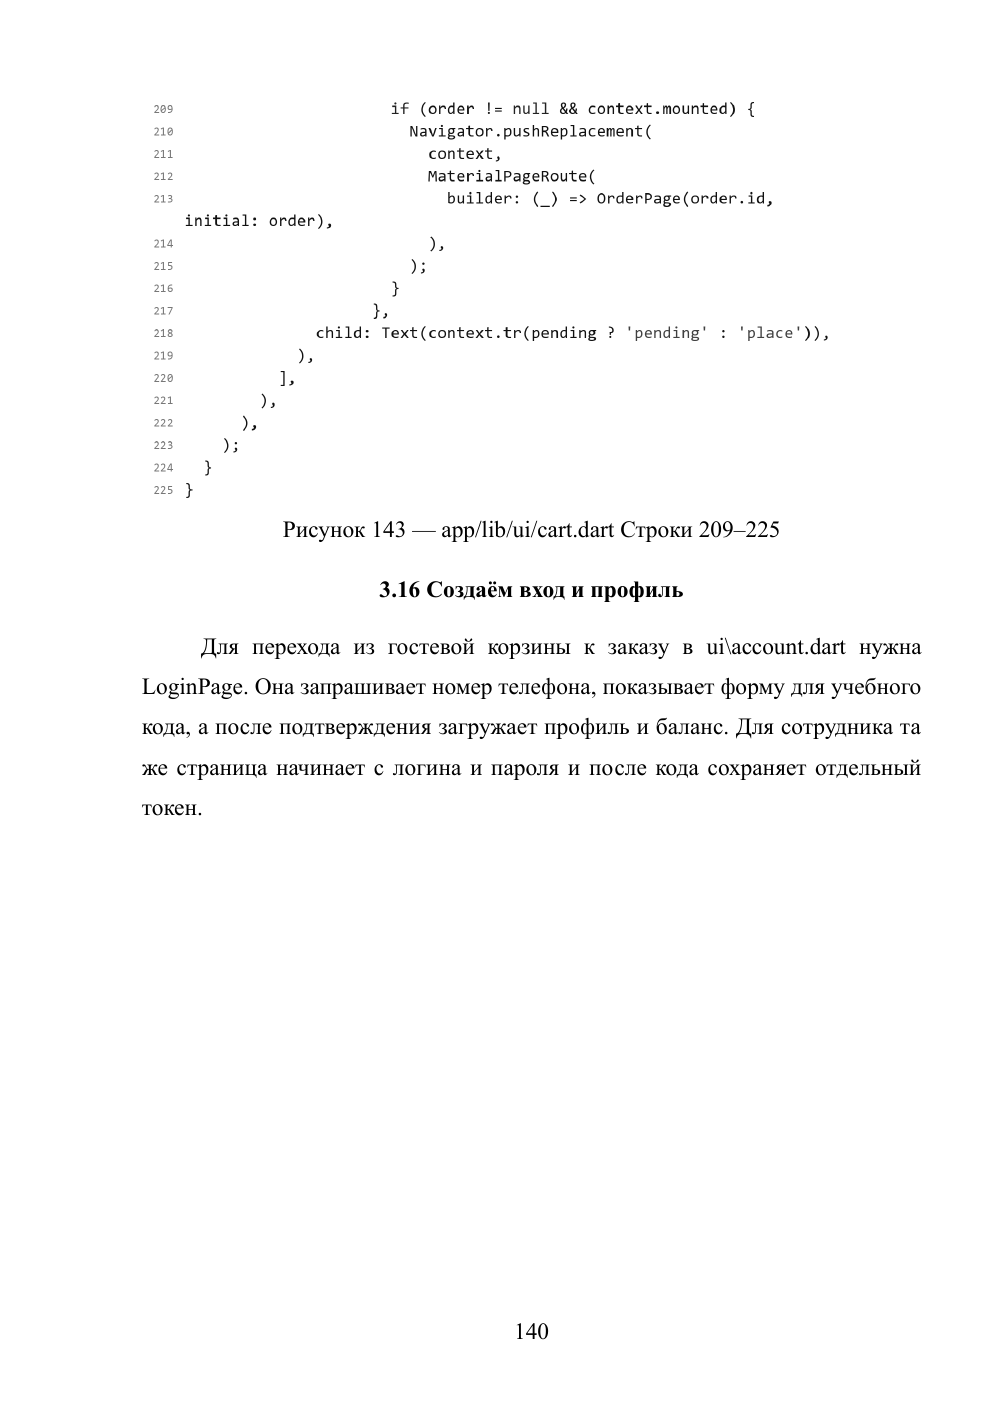 209 if (order != null && context.mounted) {
210 Navigator.pushReplacement(
211 context,
212 MaterialPageRoute(
213 builder: (_) => OrderPage(order.id,
initial: order),
214 ),
215 );
216 }
217 },
218 child: Text(context.tr(pending ? 'pending' : 'place')),
219 ),
220 ],
221 ),
222 ),
223 );
224 }
225 }
Рисунок 143 — app/lib/ui/cart.dart Строки 209–225
3.16 Создаём вход и профиль
Для перехода из гостевой корзины к заказу в ui\account.dart нужна
LoginPage. Она запрашивает номер телефона, показывает форму для учебного
кода, а после подтверждения загружает профиль и баланс. Для сотрудника та
же страница начинает с логина и пароля и после кода сохраняет отдельный
токен.
140